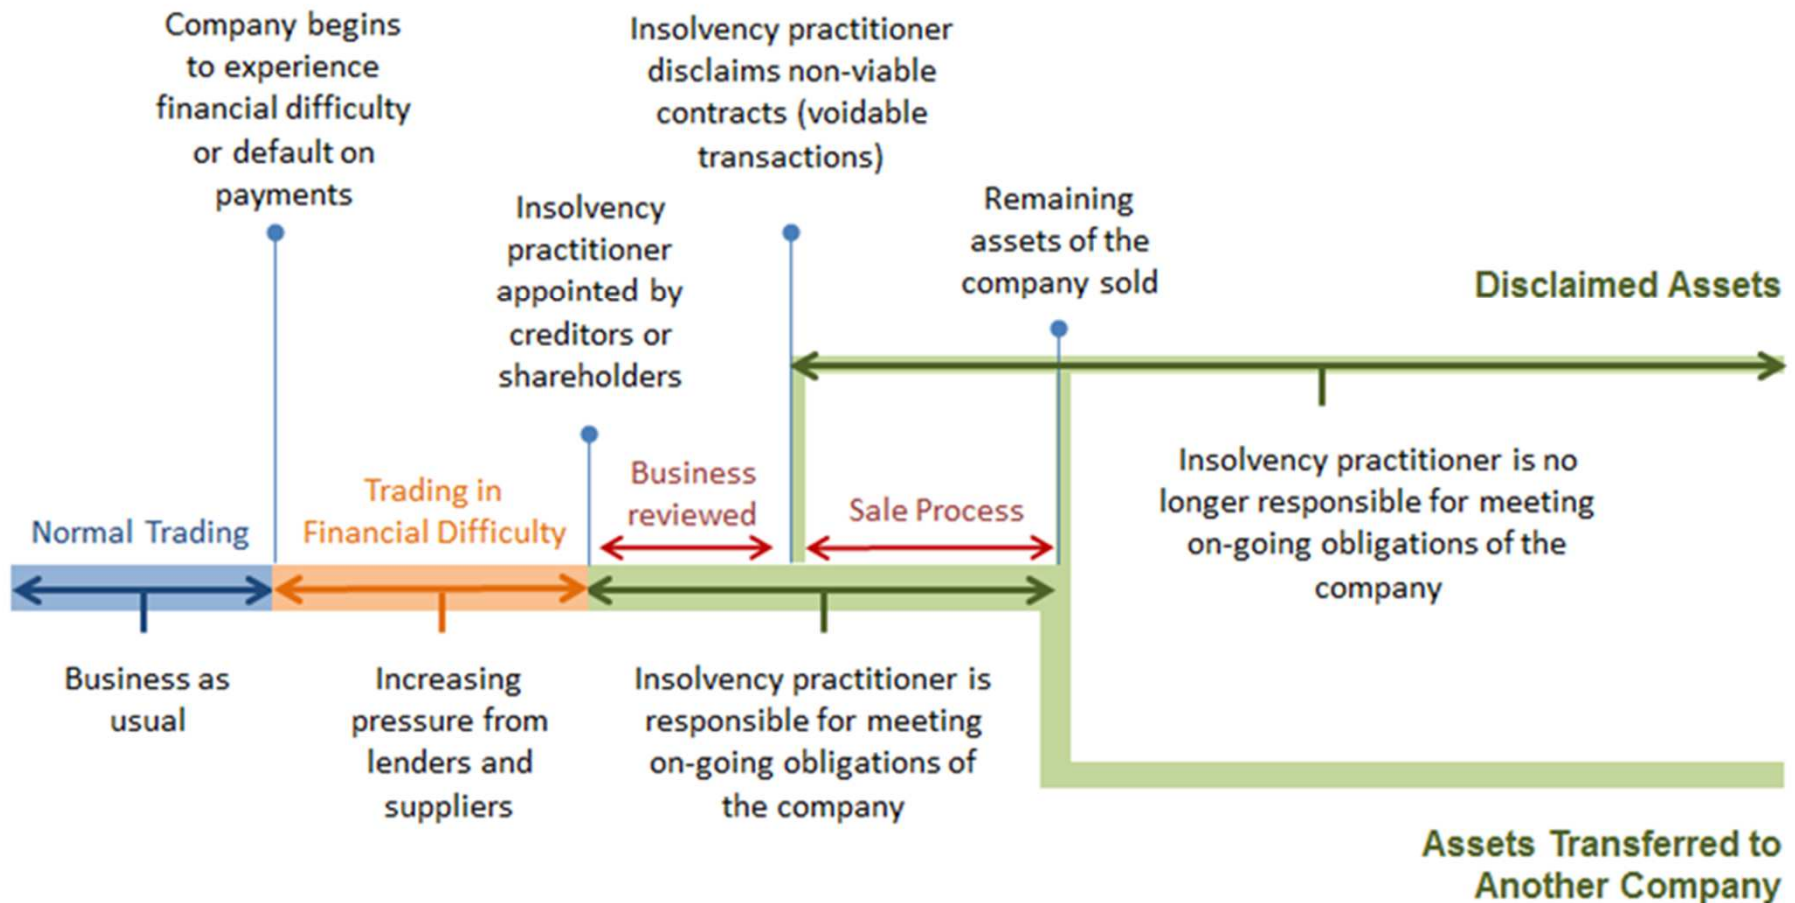 Company begins
to experience
financial difficulty
or default on
payments
Insolvency practitioner
disclaims non-viable
contracts (voidable
transactions)
Insolvency
practitioner
appointed by
creditors or
shareholders
Remaining
assets of the
company sold
Disclaimed Assets
Normal Trading
Trading in
Financial Difficulty
Business
reviewed
Sale Process
Insolvency practitioner is no
longer responsible for meeting
on-going obligations of the
company
Business as
usual
Increasing
pressure from
lenders and
suppliers
Insolvency practitioner is
responsible for meeting
on-going obligations of
the company
Assets Transferred to
Another Company